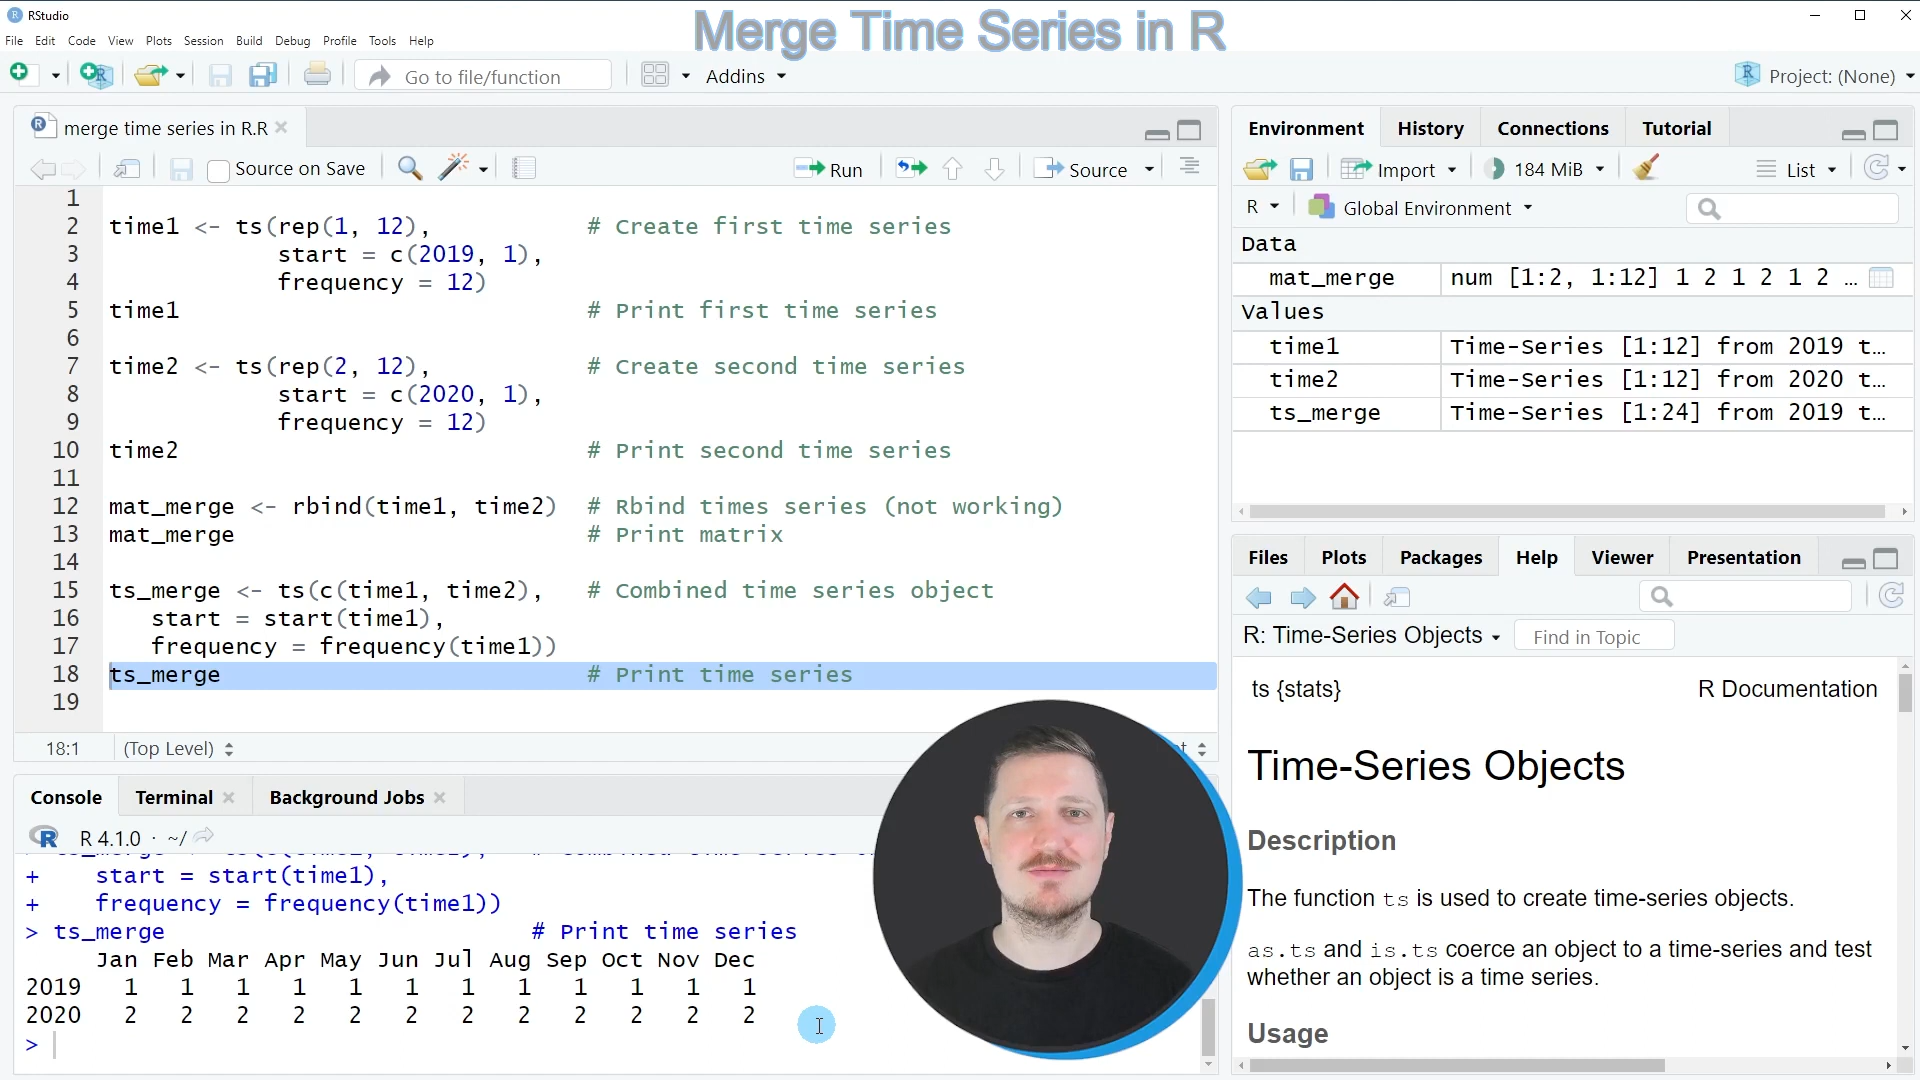 RStudio
Merge Time Series in R
File Edit Code View Plots Session Build Debug Profile Tools Help
Go to file/function
Addins
Project: (None)
merge time series in R.R
Source on Save
Run
Source
1
2 time1 <- ts(rep(1, 12), # Create first time series
3 start = c(2019, 1),
4 frequency = 12)
5 time1 # Print first time series
6
7 time2 <- ts(rep(2, 12), # Create second time series
8 start = c(2020, 1),
9 frequency = 12)
10 time2 # Print second time series
11
12 mat_merge <- rbind(time1, time2) # Rbind times series (not working)
13 mat_merge # Print matrix
14
15 ts_merge <- ts(c(time1, time2), # Combined time series object
16 start = start(time1),
17 frequency = frequency(time1))
18 ts_merge # Print time series
19
18:1 (Top Level)
Console Terminal Background Jobs
R 4.1.0 · ~/
+ start = start(time1),
+ frequency = frequency(time1))
> ts_merge # Print time series
Jan Feb Mar Apr May Jun Jul Aug Sep Oct Nov Dec
2019 1 1 1 1 1 1 1 1 1 1 1 1
2020 2 2 2 2 2 2 2 2 2 2 2 2
>
Environment History Connections Tutorial
Import 184 MiB List
R Global Environment
Data
mat_merge num [1:2, 1:12] 1 2 1 2 1 2 ...
Values
time1 Time-Series [1:12] from 2019 t…
time2 Time-Series [1:12] from 2020 t…
ts_merge Time-Series [1:24] from 2019 t…
Files Plots Packages Help Viewer Presentation
R: Time-Series Objects Find in Topic
ts {stats} R Documentation
Time-Series Objects
Description
The function ts is used to create time-series objects.
as.ts and is.ts coerce an object to a time-series and test
whether an object is a time series.
Usage